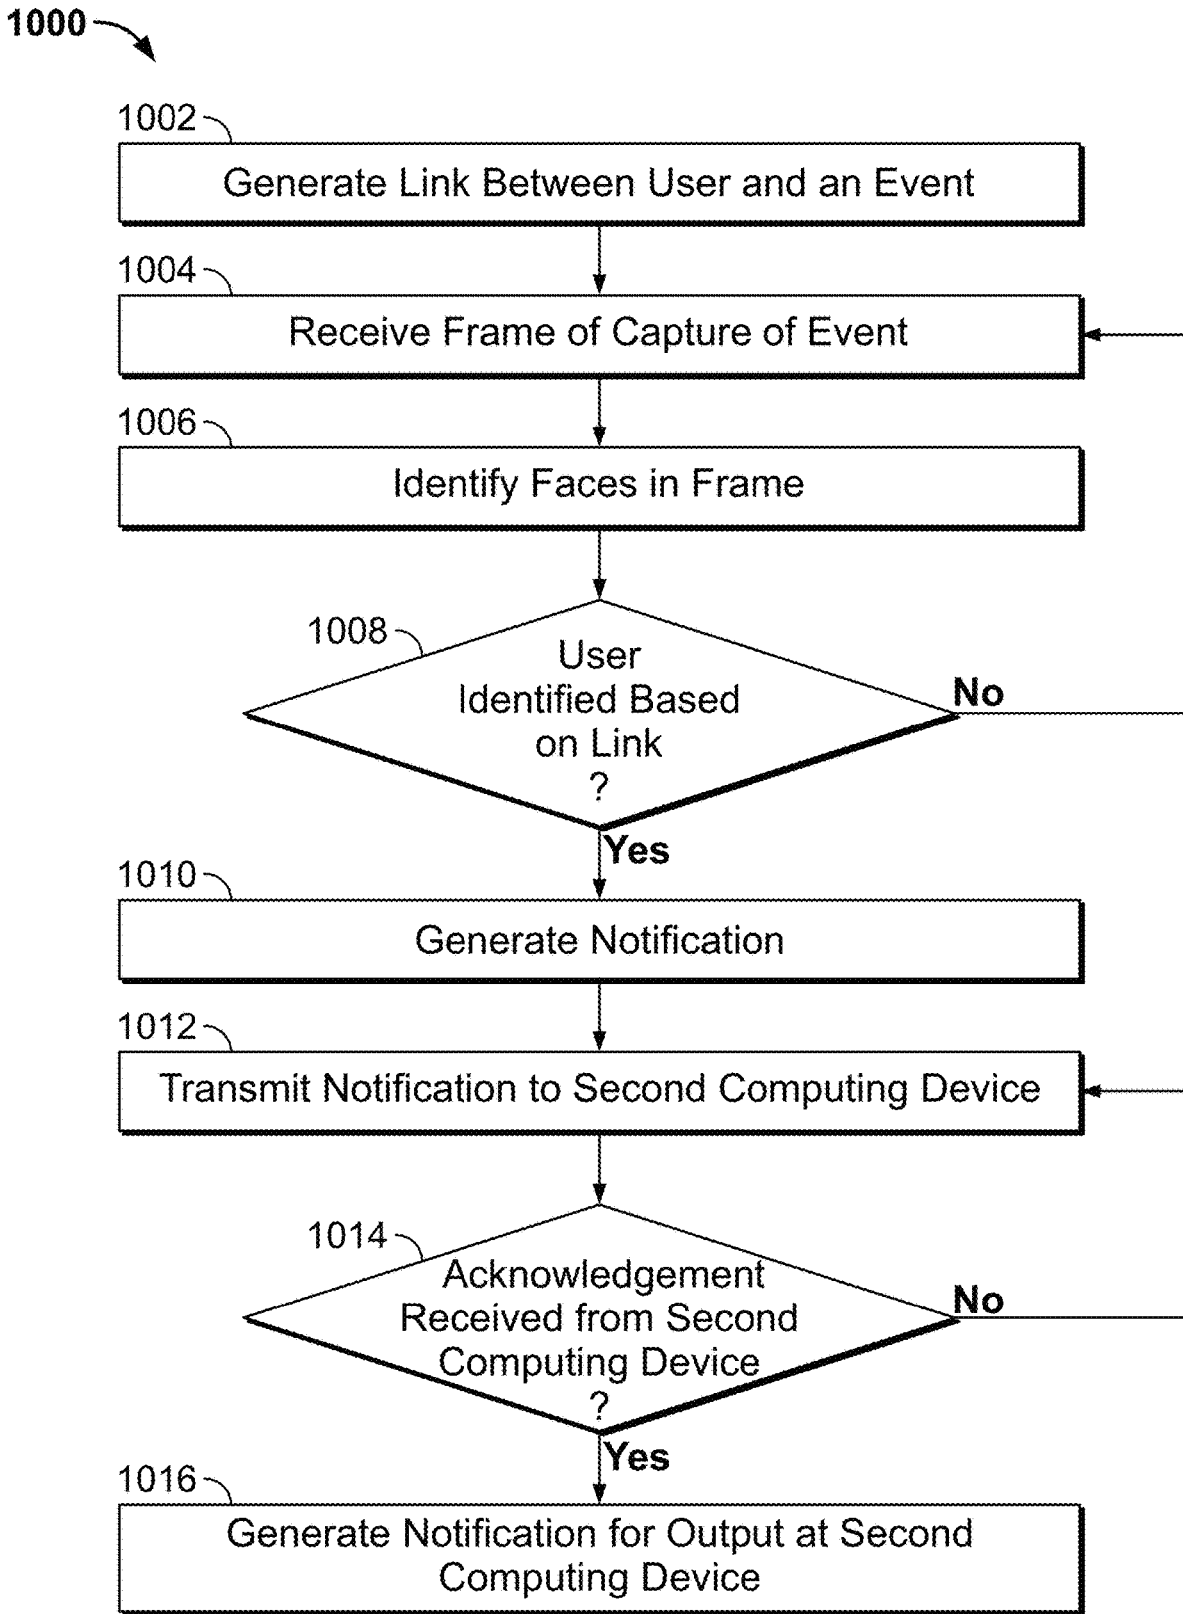 1000
1002
Generate Link Between User and an Event
1004
Receive Frame of Capture of Event
1006
Identify Faces in Frame
1008
User
Identified Based
on Link
?
No
Yes
1010
Generate Notification
1012
Transmit Notification to Second Computing Device
1014
Acknowledgement
Received from Second
Computing Device
?
No
Yes
1016
Generate Notification for Output at Second
Computing Device